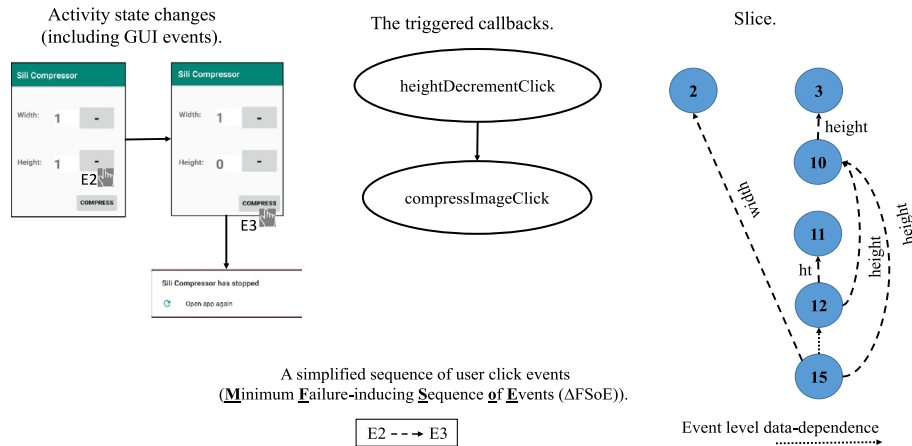 Activity state changes
(including GUI events).
Sili Compressor
Width:
1
-
Height:
1
-
E2
COMPRESS
Sili Compressor
Width:
1
-
Height:
0
-
COMPRESS
E3
Sili Compressor has stopped
Open app again
The triggered callbacks.
heightDecrementClick
compressImageClick
Slice.
2
3
height
10
width
11
height
height
ht
12
15
A simplified sequence of user click events
(Minimum Failure-inducing Sequence of Events (ΔFSoE)).
E2 E3
Event level data-dependence